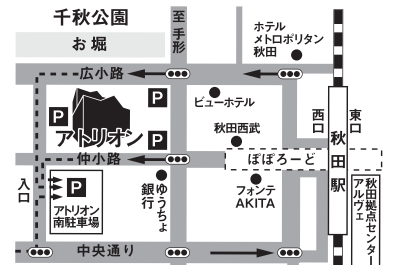 千秋公園
お堀
至手形
ホテル
メトロポリタン
秋田
広小路
P
P
ビューホテル
アトリオン
秋田西武
P
西口
東口
秋田駅
仲小路
ぽぽろーど
入口
P
アトリオン
南駐車場
ゆうちょ
銀行
フォンテ
AKITA
秋田拠点センター
アルヴェ
中央通り